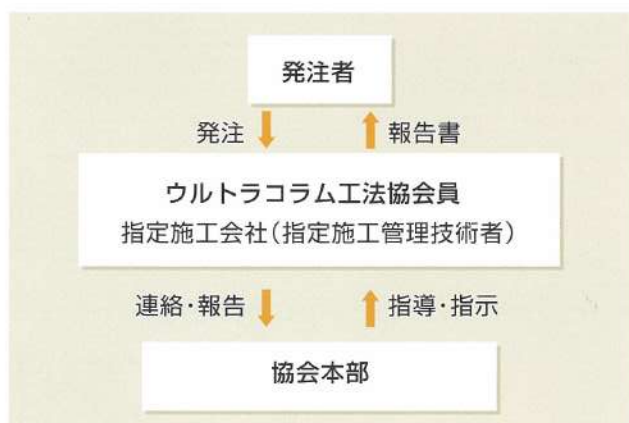 発注者
発注
報告書
ウルトラコラム工法協会員
指定施工会社(指定施工管理技術者)
連絡・報告
指導・指示
協会本部